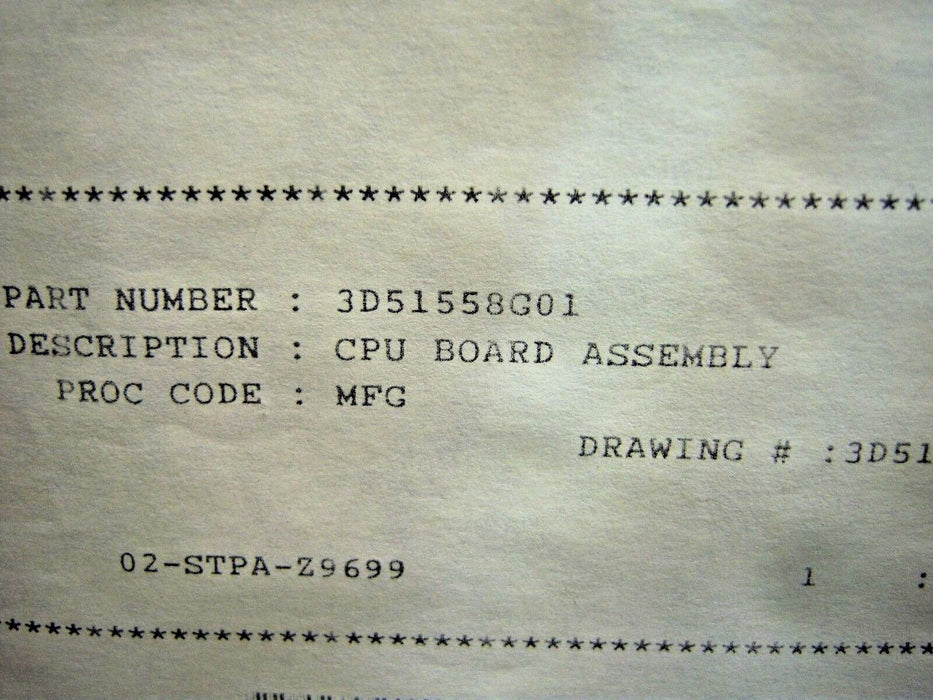 ***************************************
PART NUMBER : 3D51558G01
DESCRIPTION : CPU BOARD ASSEMBLY
PROC CODE : MFG
DRAWING # :3D51
02-STPA-Z9699 1 :
******************************************